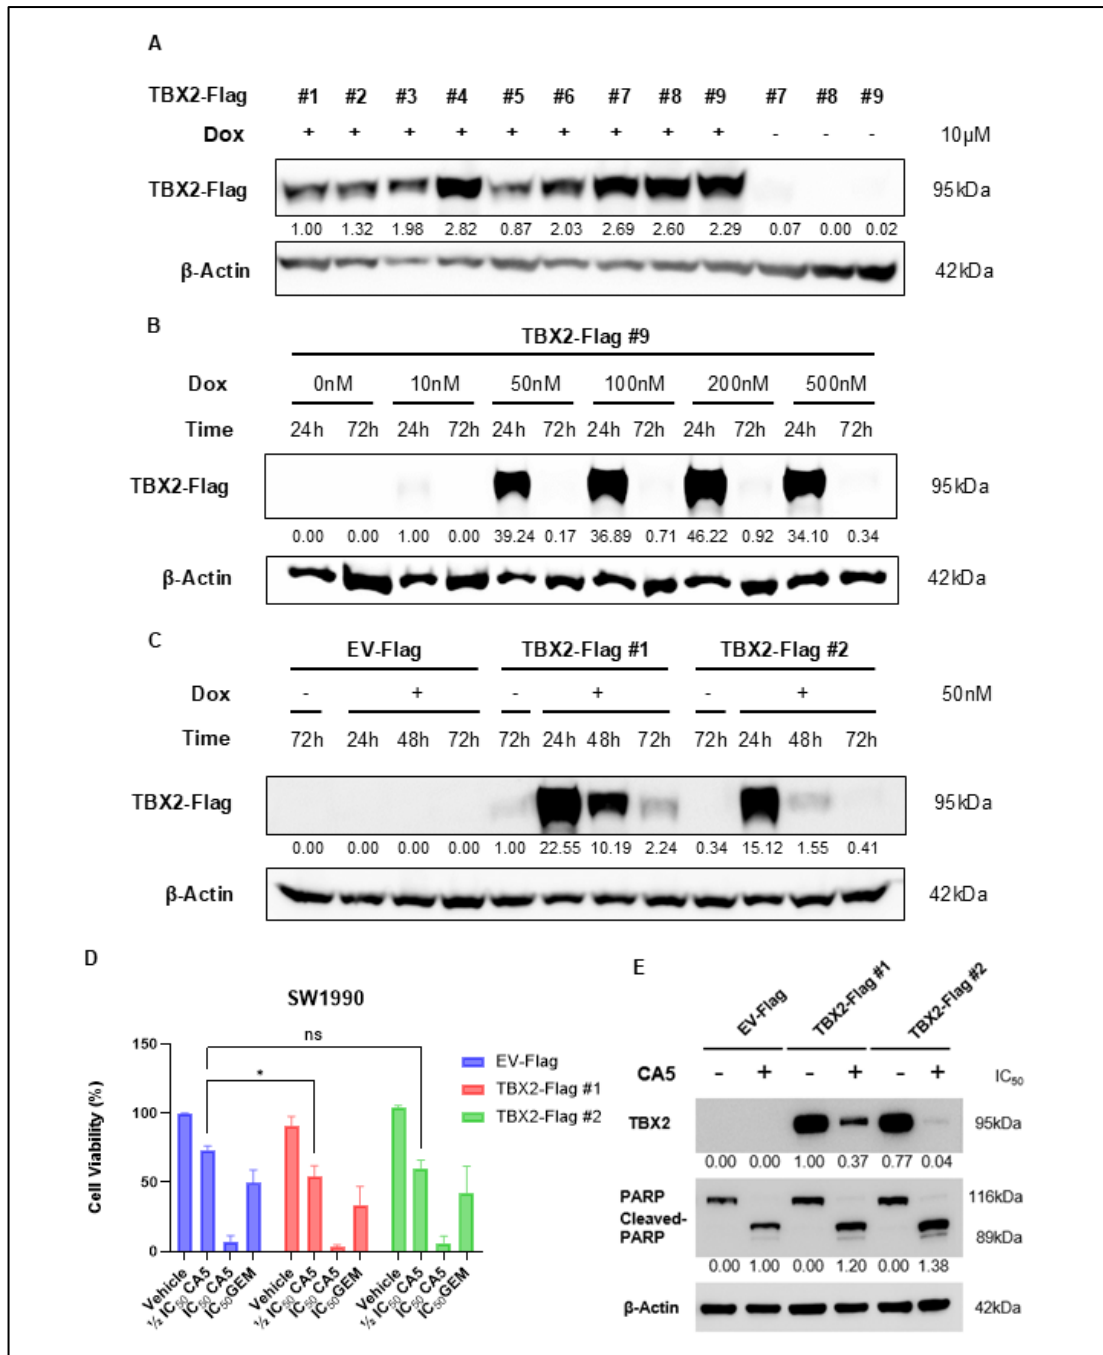 A
TBX2-Flag #1 #2 #3 #4 #5 #6 #7 #8 #9 #7 #8 #9
Dox + + + + + + + + + - - - 10µM
TBX2-Flag 95kDa
1.00 1.32 1.98 2.82 0.87 2.03 2.69 2.60 2.29 0.07 0.00 0.02
β-Actin 42kDa
B
TBX2-Flag #9
Dox 0nM 10nM 50nM 100nM 200nM 500nM
Time 24h 72h 24h 72h 24h 72h 24h 72h 24h 72h 24h 72h
TBX2-Flag 95kDa
0.00 0.00 1.00 0.00 39.24 0.17 36.89 0.71 46.22 0.92 34.10 0.34
β-Actin 42kDa
C
EV-Flag TBX2-Flag #1 TBX2-Flag #2
Dox - + - + - + 50nM
Time 72h 24h 48h 72h 72h 24h 48h 72h 72h 24h 48h 72h
TBX2-Flag 95kDa
0.00 0.00 0.00 0.00 1.00 22.55 10.19 2.24 0.34 15.12 1.55 0.41
β-Actin 42kDa
D
SW1990
Cell Viability (%)
150
100
50
0
ns
*
EV-Flag
TBX2-Flag #1
TBX2-Flag #2
Vehicle ½ IC₅₀ CA5 IC₅₀ CA5 IC₅₀GEM Vehicle ½ IC₅₀ CA5 IC₅₀ CA5 IC₅₀GEM Vehicle ½ IC₅₀ CA5 IC₅₀ CA5 IC₅₀GEM
E
EV-Flag TBX2-Flag #1 TBX2-Flag #2
CA5 - + - + - + IC₅₀
TBX2 95kDa
0.00 0.00 1.00 0.37 0.77 0.04
PARP 116kDa
Cleaved-
PARP 89kDa
0.00 1.00 0.00 1.20 0.00 1.38
β-Actin 42kDa